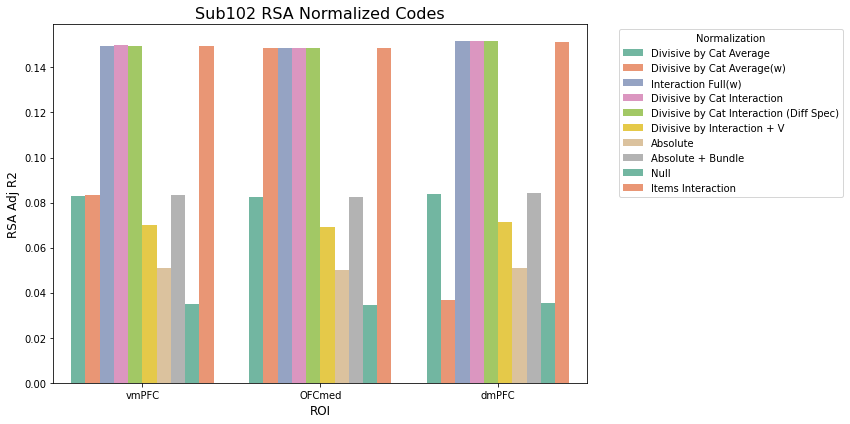 Sub102 RSA Normalized Codes
Normalization
Divisive by Cat Average
Divisive by Cat Average(w)
Interaction Full(w)
Divisive by Cat Interaction
Divisive by Cat Interaction (Diff Spec)
Divisive by Interaction + V
Absolute
Absolute + Bundle
Null
Items Interaction
RSA Adj R2
0.14
0.12
0.10
0.08
0.06
0.04
0.02
0.00
vmPFC
OFCmed
dmPFC
ROI